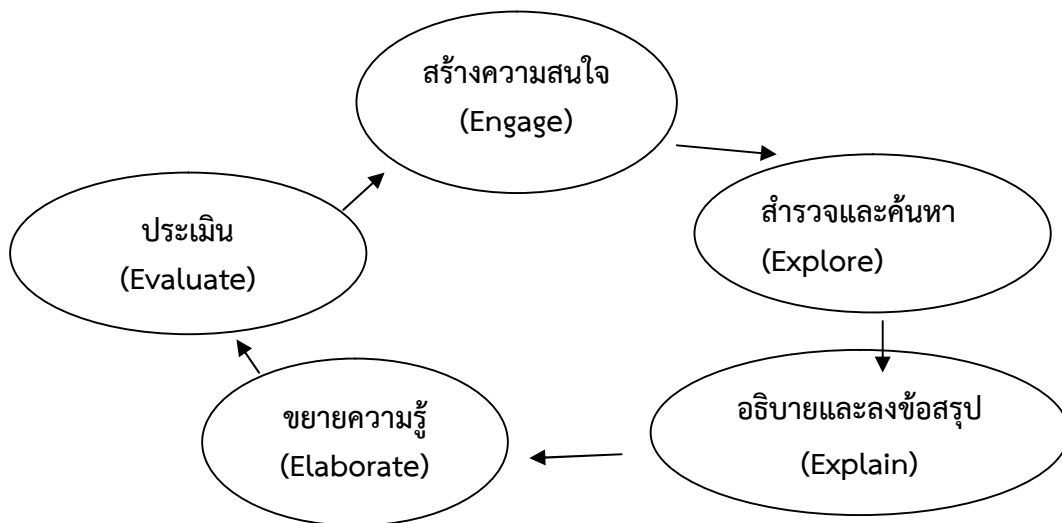 สร้างความสนใจ
(Engage)
สำรวจและค้นหา
(Explore)
อธิบายและลงข้อสรุป
(Explain)
ขยายความรู้
(Elaborate)
ประเมิน
(Evaluate)